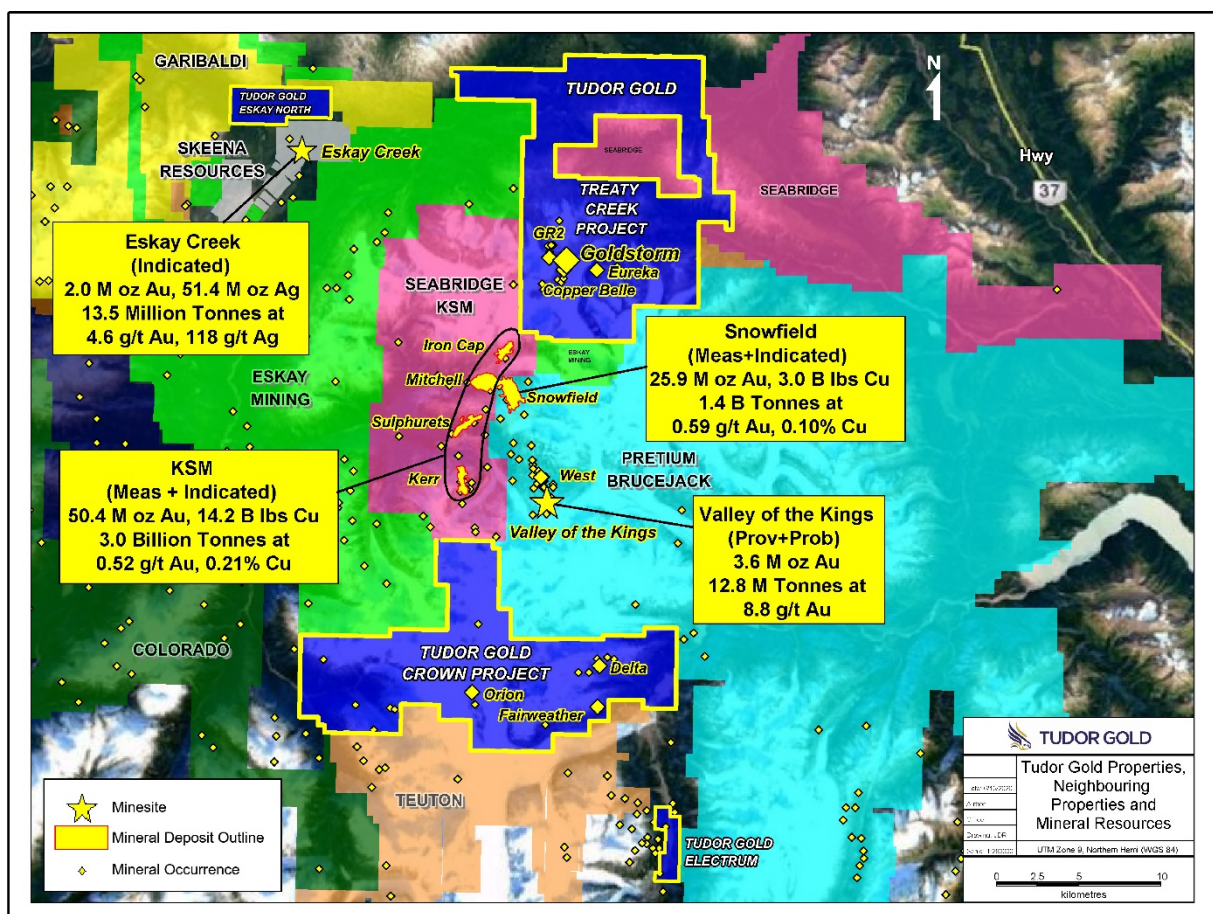 GARIBALDI
TUDOR GOLD
ESKAY NORTH
SKEENA
RESOURCES
Eskay Creek
TUDOR GOLD
SEABRIDGE
TREATY
CREEK
PROJECT
GR2
Goldstorm
Eureka
Copper Belle
N
Hwy
37
SEABRIDGE
Eskay Creek
(Indicated)
2.0 M oz Au, 51.4 M oz Ag
13.5 Million Tonnes at
4.6 g/t Au, 118 g/t Ag
SEABRIDGE
KSM
Iron Cap
Mitchell
Sulphurets
Kerr
ESKAY
MINING
Snowfield
ESKAY
MINING
Snowfield
(Meas+Indicated)
25.9 M oz Au, 3.0 B lbs Cu
1.4 B Tonnes at
0.59 g/t Au, 0.10% Cu
KSM
(Meas + Indicated)
50.4 M oz Au, 14.2 B lbs Cu
3.0 Billion Tonnes at
0.52 g/t Au, 0.21% Cu
West
PRETIUM
BRUCEJACK
Valley of the Kings
Valley of the Kings
(Prov+Prob)
3.6 M oz Au
12.8 M Tonnes at
8.8 g/t Au
COLORADO
TUDOR GOLD
CROWN PROJECT
Delta
Orion
Fairweather
TEUTON
TUDOR GOLD
ELECTRUM
Minesite
Mineral Deposit Outline
Mineral Occurrence
TUDOR GOLD
Tudor Gold Properties,
Neighbouring
Properties and
Mineral Resources
UTM Zone 9, Northern Hemi (WGS 84)
0 2.5 5 10
kilometres